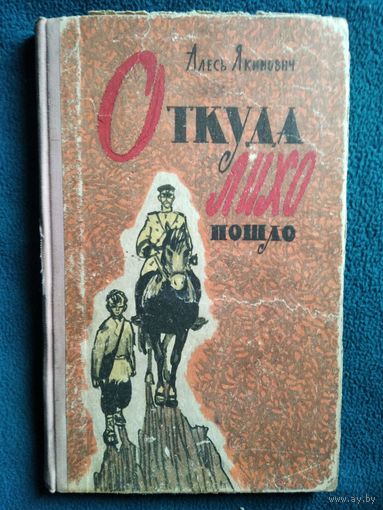 Алесь Якимович
Откуда
лихо
пошло
www.ay.by